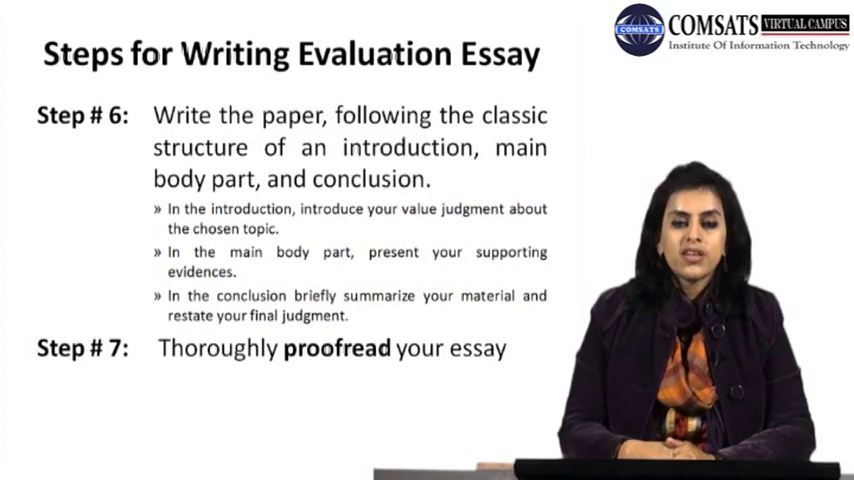 COMSATS VIRTUAL CAMPUS
COMSATS
Institute Of Information Technology
Steps for Writing Evaluation Essay
Step # 6: Write the paper, following the classic
structure of an introduction, main
body part, and conclusion.
» In the introduction, introduce your value judgment about
the chosen topic.
» In the main body part, present your supporting
evidences.
» In the conclusion briefly summarize your material and
restate your final judgment.
Step # 7: Thoroughly proofread your essay